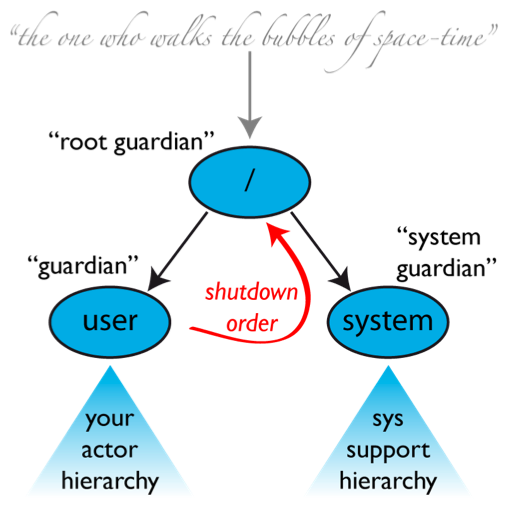 “the one who walks the bubbles of space-time”
“root guardian”
/
“system
guardian”
“guardian”
shutdown
order
user
system
your
actor
hierarchy
sys
support
hierarchy